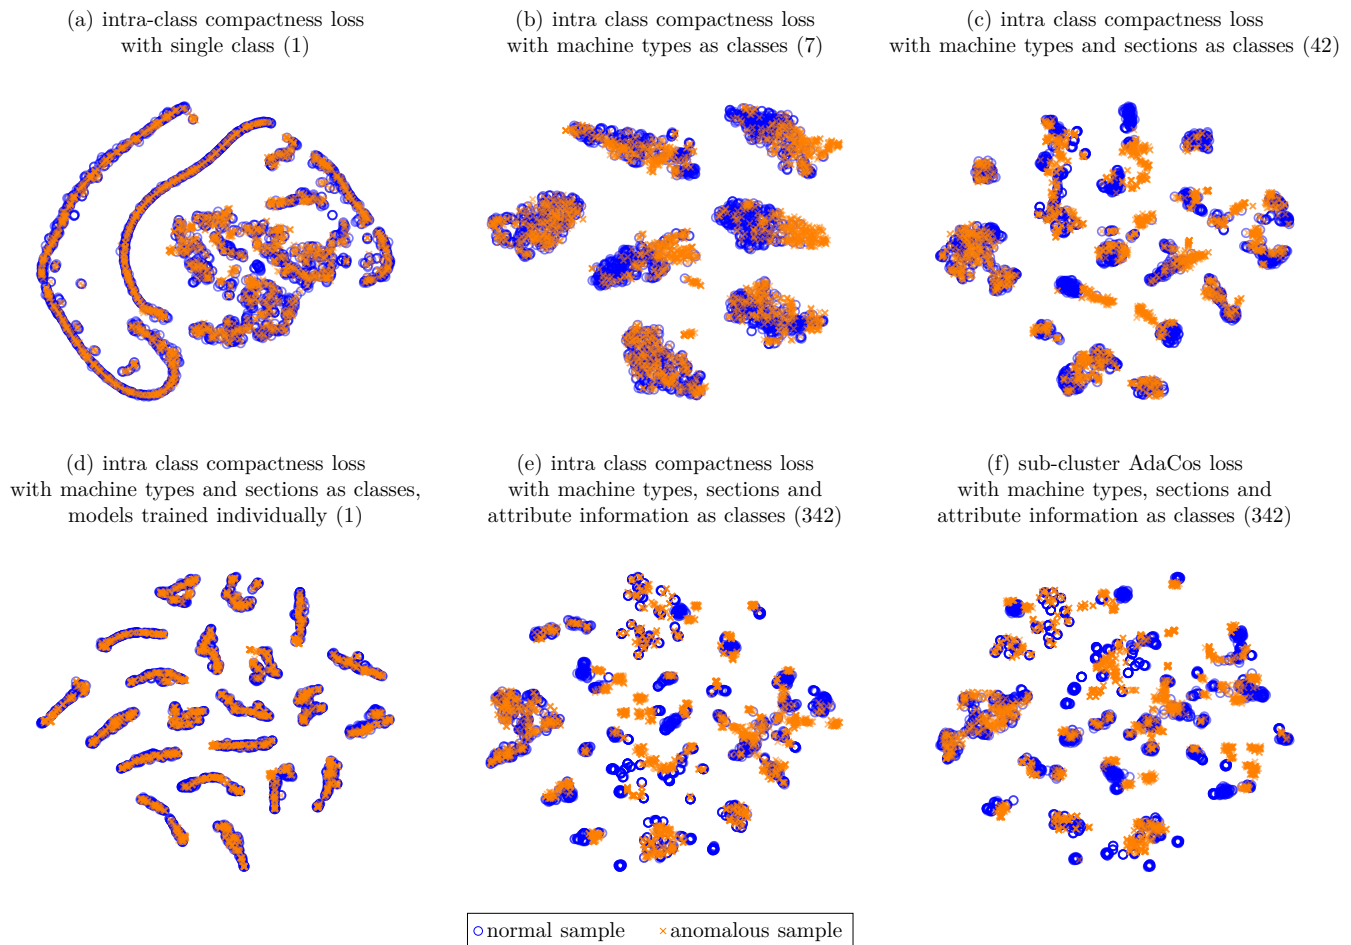 (a) intra-class compactness loss
with single class (1)
(b) intra class compactness loss
with machine types as classes (7)
(c) intra class compactness loss
with machine types and sections as classes (42)
(d) intra class compactness loss
with machine types and sections as classes,
models trained individually (1)
(e) intra class compactness loss
with machine types, sections and
attribute information as classes (342)
(f) sub-cluster AdaCos loss
with machine types, sections and
attribute information as classes (342)
normal sample
anomalous sample